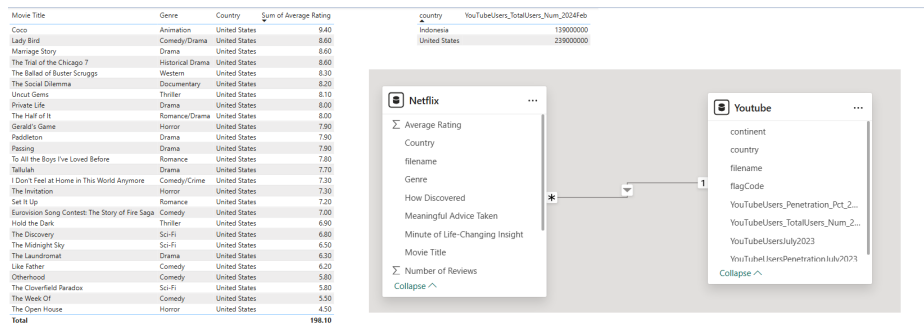 Movie Title Genre Country Sum of Average Rating
Coco Animation United States 9.40
Lady Bird Comedy/Drama United States 8.60
Marriage Story Drama United States 8.60
The Trial of the Chicago 7 Historical Drama United States 8.60
The Ballad of Buster Scruggs Western United States 8.30
The Social Dilemma Documentary United States 8.20
Uncut Gems Thriller United States 8.10
Private Life Drama United States 8.00
The Half of It Romance/Drama United States 8.00
Gerald's Game Horror United States 7.90
Paddleton Drama United States 7.90
Passing Drama United States 7.90
To All the Boys I've Loved Before Romance United States 7.80
Tallulah Drama United States 7.70
I Don't Feel at Home in This World Anymore Comedy/Crime United States 7.30
The Invitation Horror United States 7.30
Set It Up Romance United States 7.20
Eurovision Song Contest: The Story of Fire Saga Comedy United States 7.00
Hold the Dark Thriller United States 6.90
The Discovery Sci-Fi United States 6.80
The Midnight Sky Sci-Fi United States 6.50
The Laundromat Drama United States 6.30
Like Father Comedy United States 6.20
Otherhood Comedy United States 5.80
The Cloverfield Paradox Sci-Fi United States 5.80
The Week Of Comedy United States 5.50
The Open House Horror United States 4.50
Total 198.10
country YouTubeUsers_TotalUsers_Num_2024Feb
Indonesia 139000000
United States 239000000
Netflix ...
Σ Average Rating
Country
filename
Genre
How Discovered
Meaningful Advice Taken
Minute of Life-Changing Insight
Movie Title
Σ Number of Reviews
Collapse
* 1
Youtube ...
continent
country
filename
flagCode
YouTubeUsers_Penetration_Pct_2...
YouTubeUsers_TotalUsers_Num_2...
YouTubeUsersJuly2023
YouTubeUsersPenetrationJuly2023
Collapse